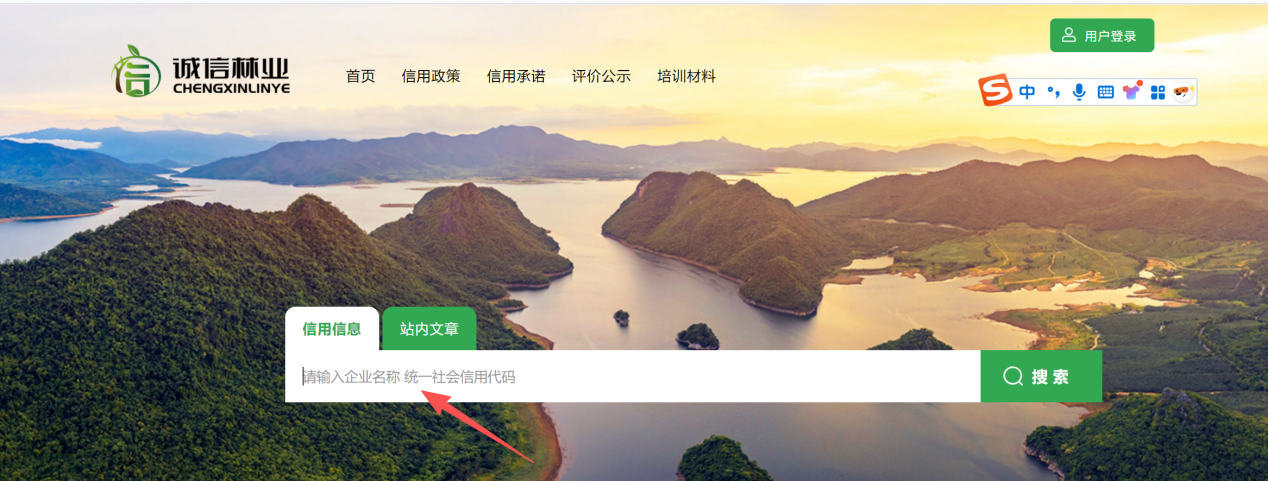 用户登录
诚信林业
CHENGXINLINYE
首页 信用政策 信用承诺 评价公示 培训材料
S 中
信用信息 站内文章
请输入企业名称 统一社会信用代码
搜 索